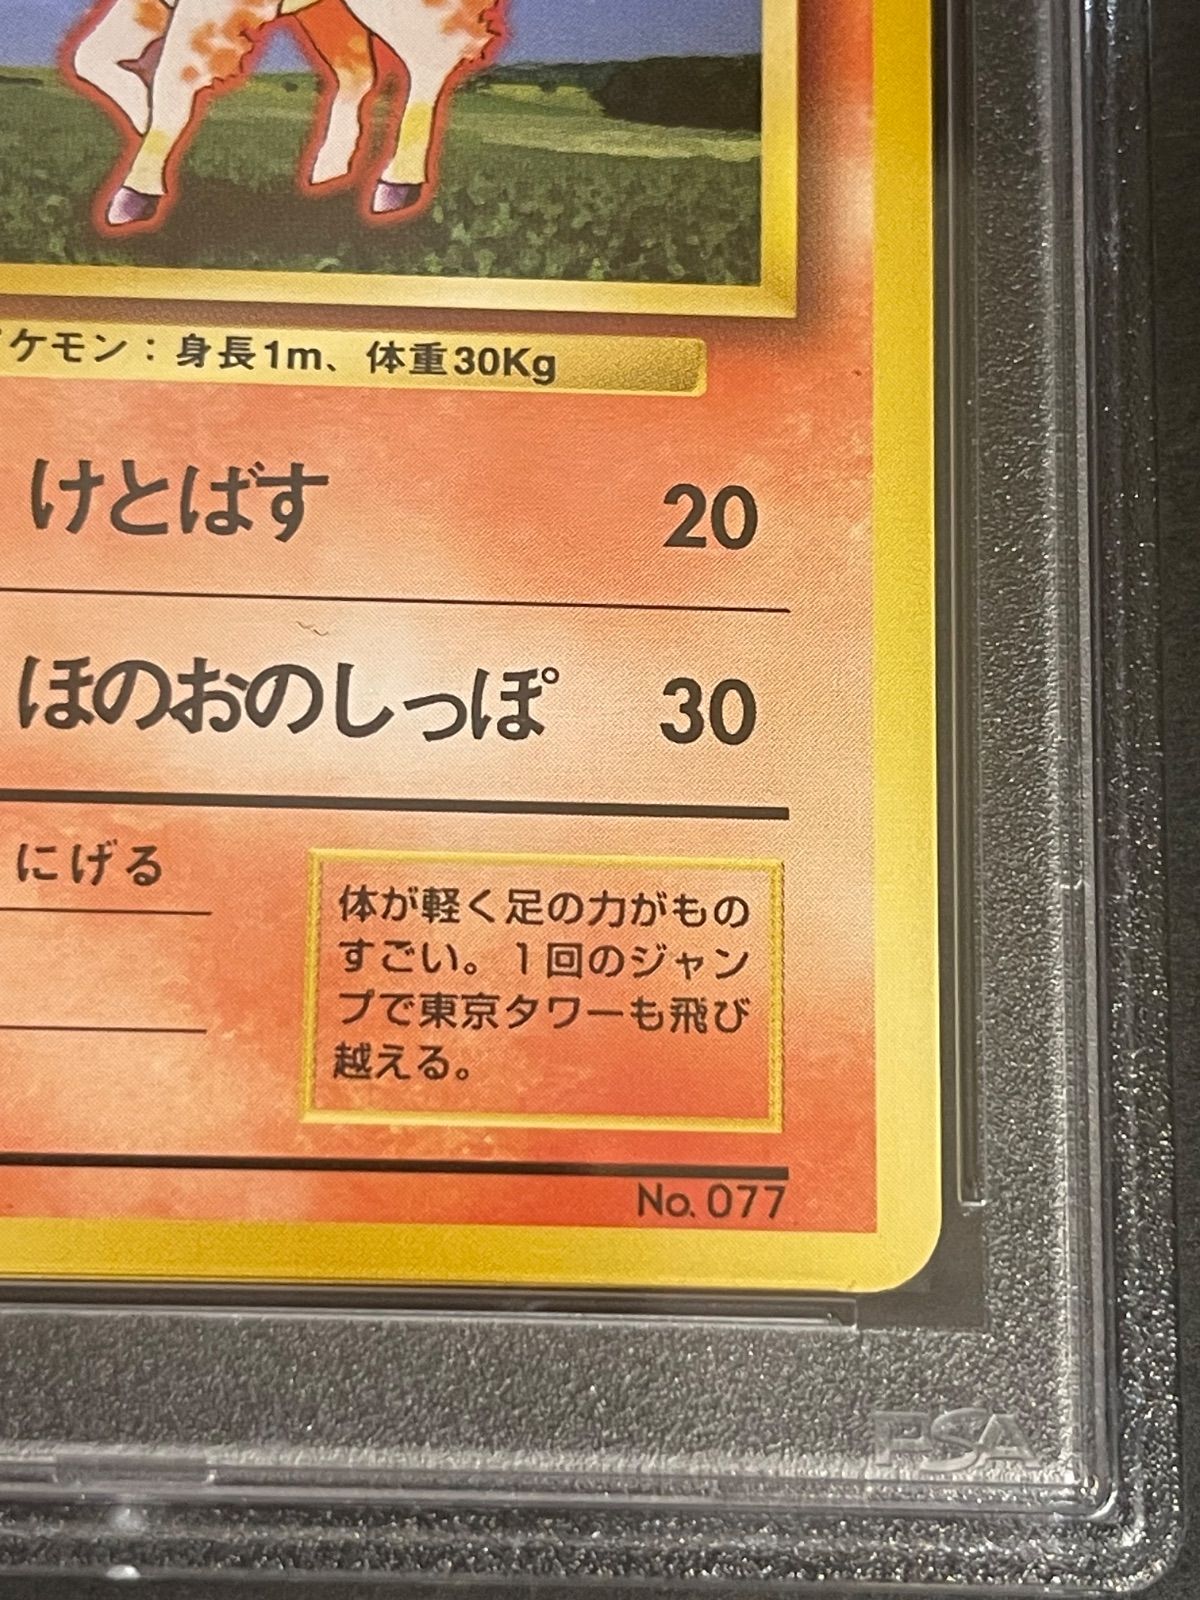 ケモン：身長1m、体重30Kg
けとばす 20
ほのおのしっぽ 30
にげる
体が軽く足の力がもの
すごい。１回のジャン
プで東京タワーも飛び
越える。
No. 077
PSA